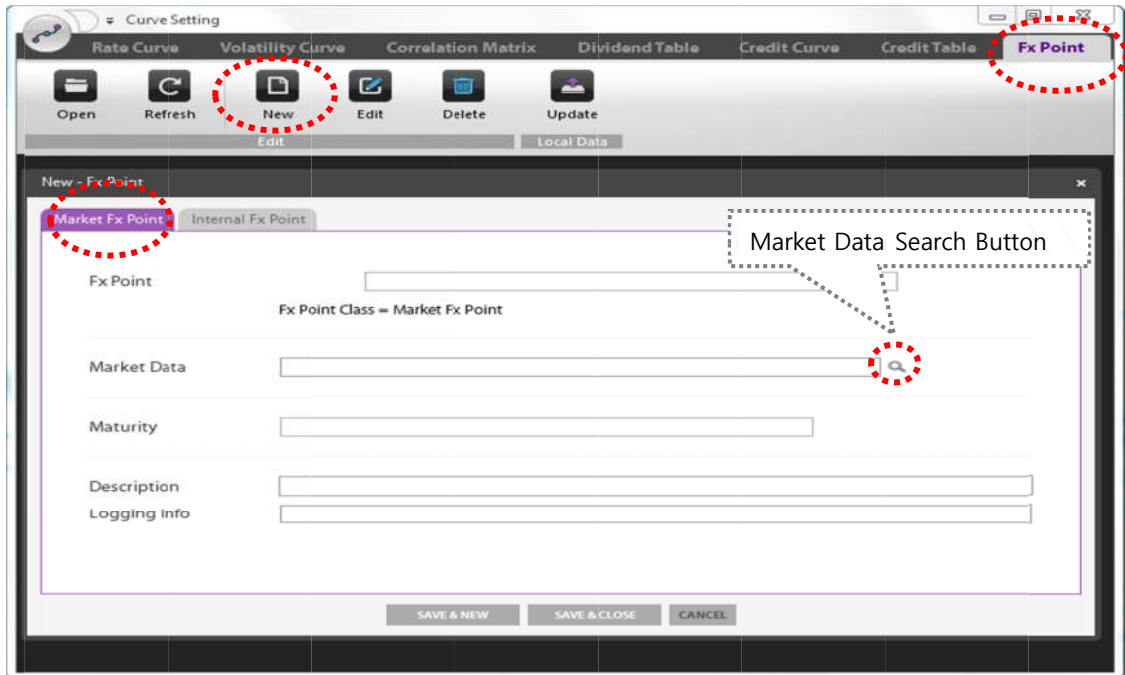 Curve Setting
Rate Curve Volatility Curve Correlation Matrix Dividend Table Credit Curve Credit Table Fx Point
Open Refresh New Edit Delete Update
Edit Local Data
New - Fx Point
Market Fx Point Internal Fx Point
Market Data Search Button
Fx Point
Fx Point Class = Market Fx Point
Market Data
Maturity
Description
Logging Info
SAVE & NEW SAVE & CLOSE CANCEL